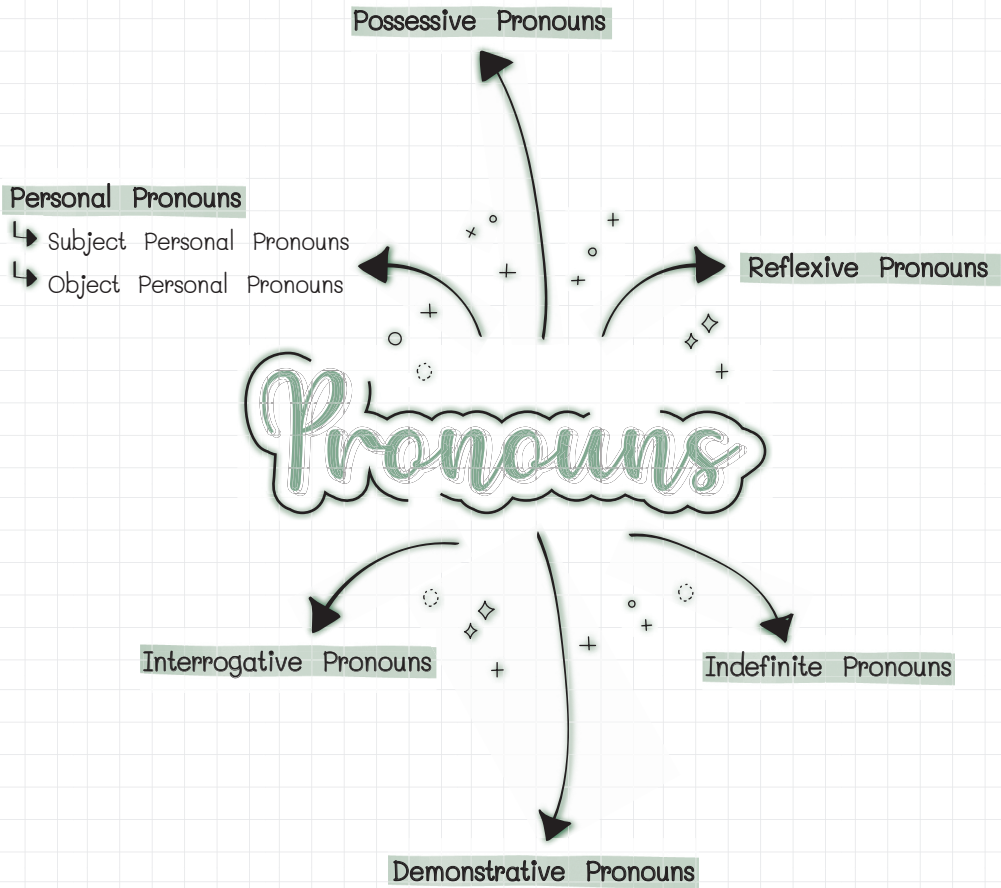 Possessive Pronouns
Personal Pronouns
Subject Personal Pronouns
Object Personal Pronouns
Reflexive Pronouns
Pronouns
Interrogative Pronouns
Indefinite Pronouns
Demonstrative Pronouns